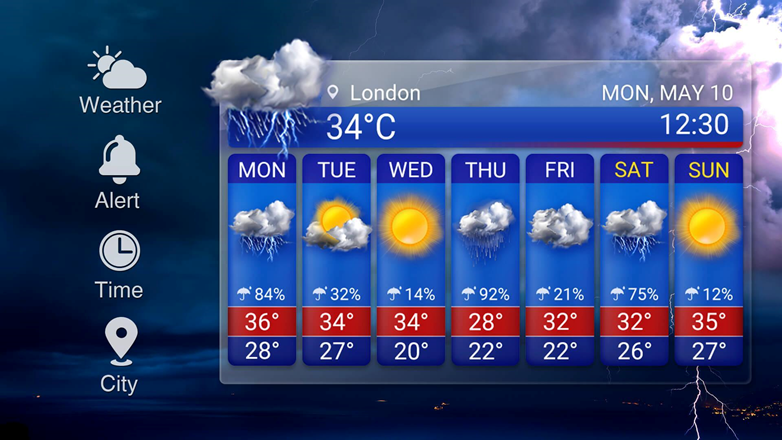 Weather
Alert
Time
City
London MON, MAY 10
34°C 12:30
MON TUE WED THU FRI SAT SUN
84% 32% 14% 92% 21% 75% 12%
36° 34° 34° 28° 32° 32° 35°
28° 27° 20° 22° 22° 26° 27°